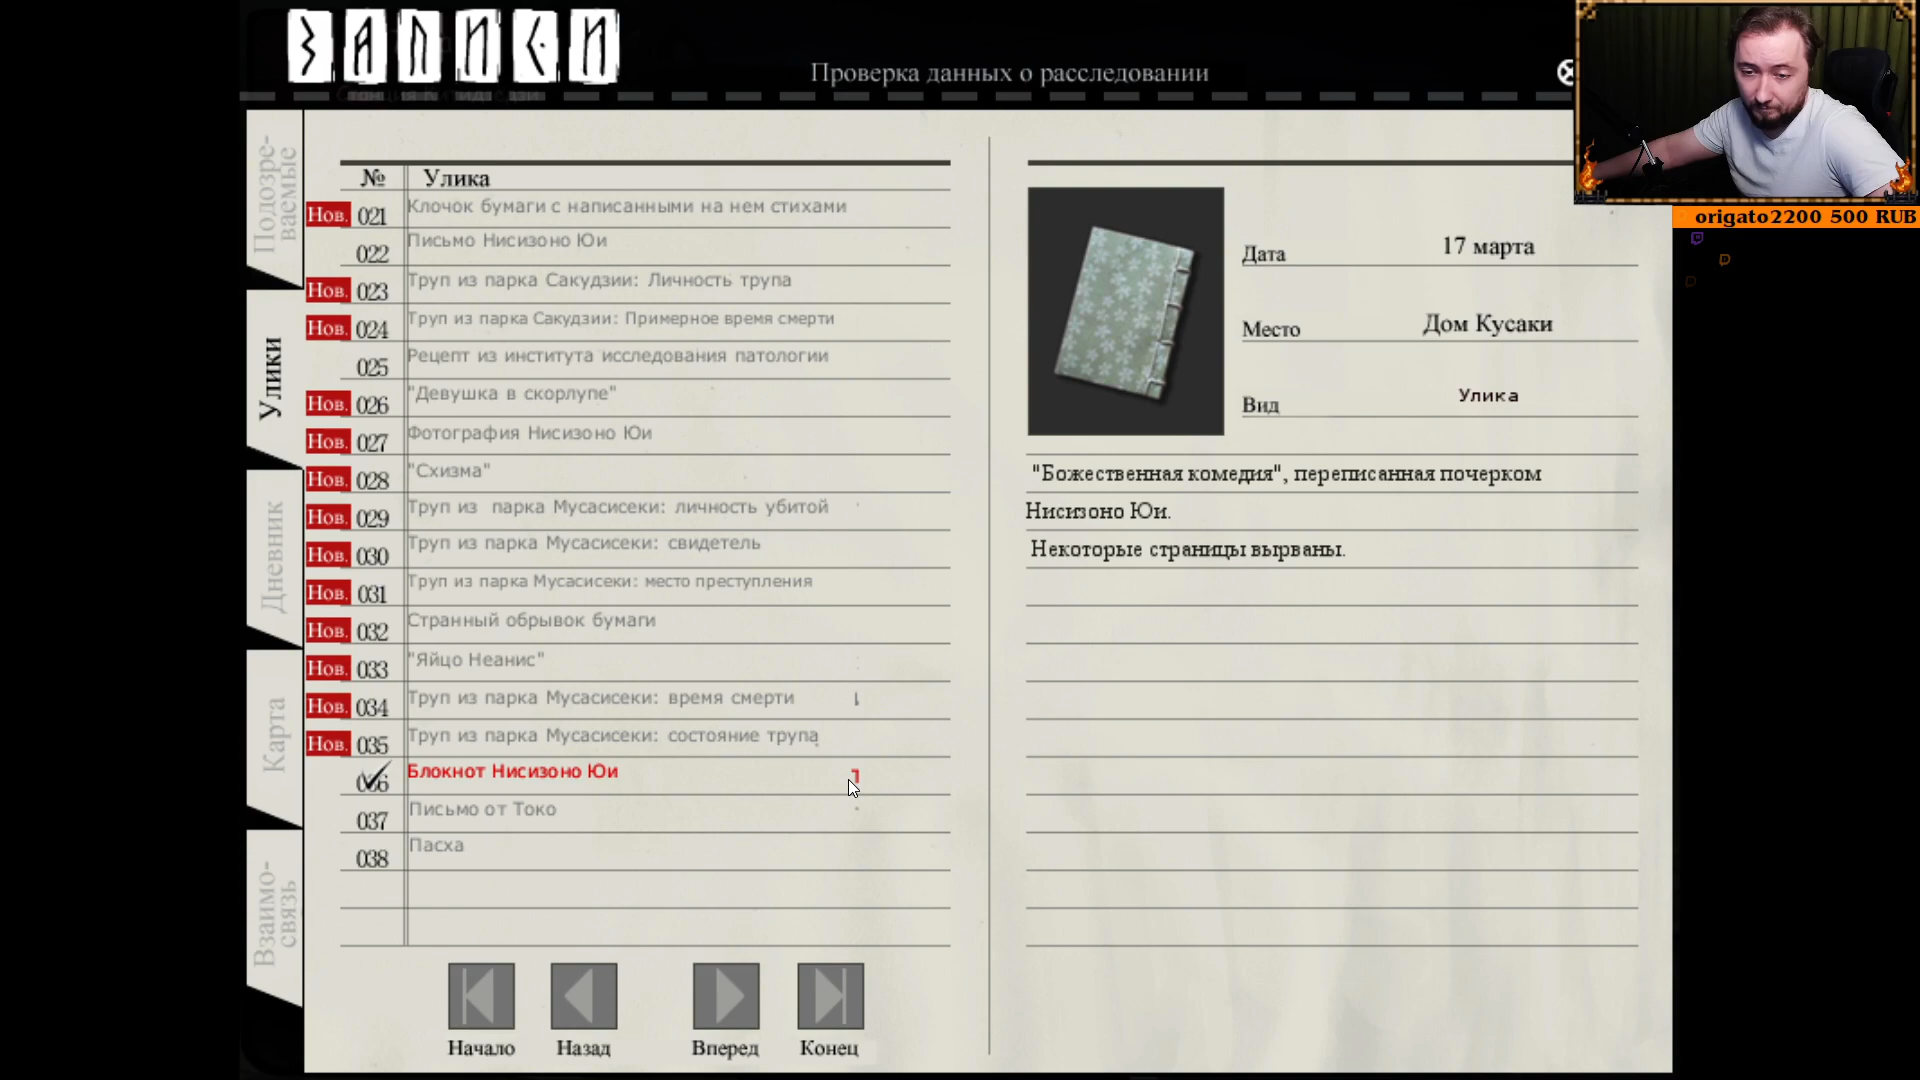 ЗАПИСИ
Проверка данных о расследовании
origato2200 500 RUB
Подозре-
ваемые
Улики
Дневник
Карта
Взаимо-
связь
№ Улика
Нов. 021 Клочок бумаги с написанными на нем стихами
022 Письмо Нисизоно Юи
Нов. 023 Труп из парка Сакудзии: Личность трупа
Нов. 024 Труп из парка Сакудзии: Примерное время смерти
025 Рецепт из института исследования патологии
Нов. 026 "Девушка в скорлупе"
Нов. 027 Фотография Нисизоно Юи
Нов. 028 "Схизма"
Нов. 029 Труп из парка Мусасисеки: личность убитой
Нов. 030 Труп из парка Мусасисеки: свидетель
Нов. 031 Труп из парка Мусасисеки: место преступления
Нов. 032 Странный обрывок бумаги
Нов. 033 "Яйцо Неанис"
Нов. 034 Труп из парка Мусасисеки: время смерти
Нов. 035 Труп из парка Мусасисеки: состояние трупа
036 Блокнот Нисизоно Юи
037 Письмо от Токо
038 Пасха
Начало Назад Вперед Конец
Дата 17 марта
Место Дом Кусаки
Вид Улика
"Божественная комедия", переписанная почерком
Нисизоно Юи.
Некоторые страницы вырваны.